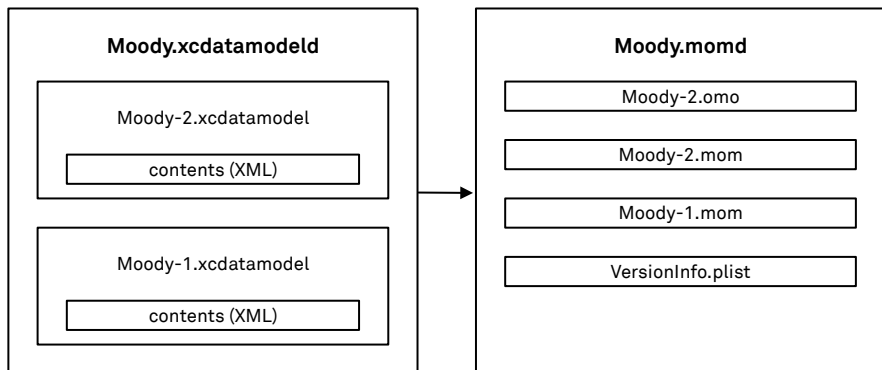 Moody.xcdatamodeld
Moody-2.xcdatamodel
contents (XML)
Moody-1.xcdatamodel
contents (XML)
Moody.momd
Moody-2.omo
Moody-2.mom
Moody-1.mom
VersionInfo.plist